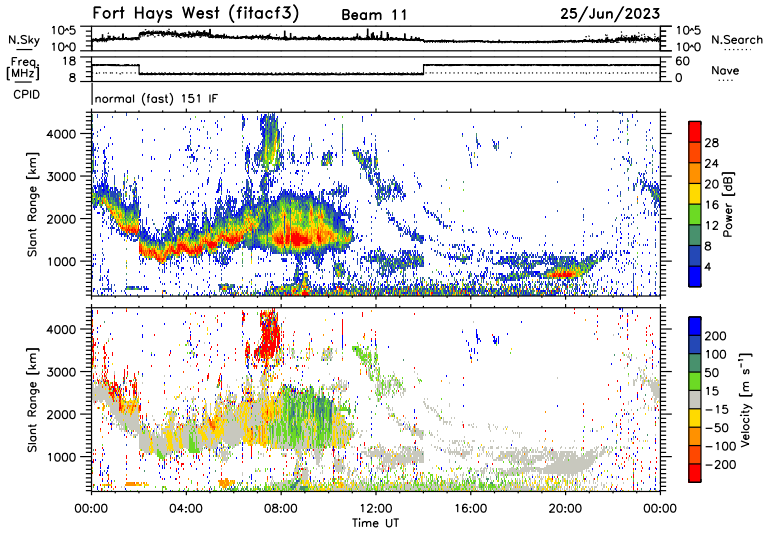 Fort Hays West (fitacf3) Beam 11 25/Jun/2023
N.Sky 10^5 10^0 10^5 10^0 N.Search
Freq. [MHz] 18 8 60 0 Nave
CPID normal (fast) 151 IF
Slant Range [km] 4000 3000 2000 1000
Power [dB] 28 24 20 16 12 8 4
Slant Range [km] 4000 3000 2000 1000
Velocity [m s⁻¹] 200 100 50 15 −15 −50 −100 −200
00:00 04:00 08:00 12:00 16:00 20:00 00:00
Time UT